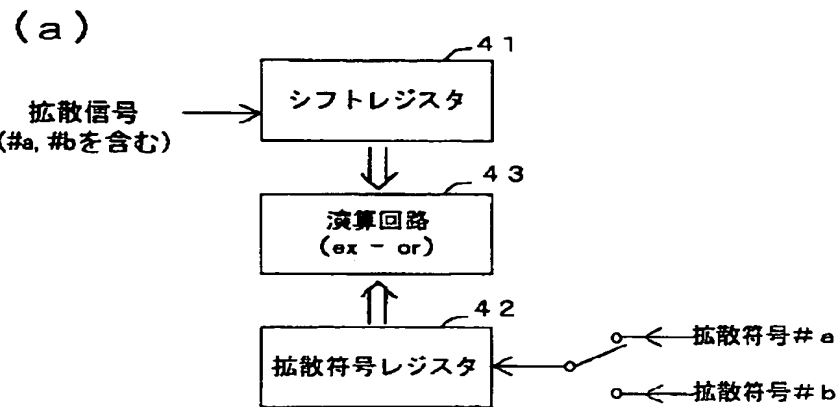 （a）
41
シフトレジスタ
拡散信号
(#a, #bを含む)
43
演算回路
(ex - or)
42
拡散符号レジスタ
拡散符号＃a
拡散符号＃b